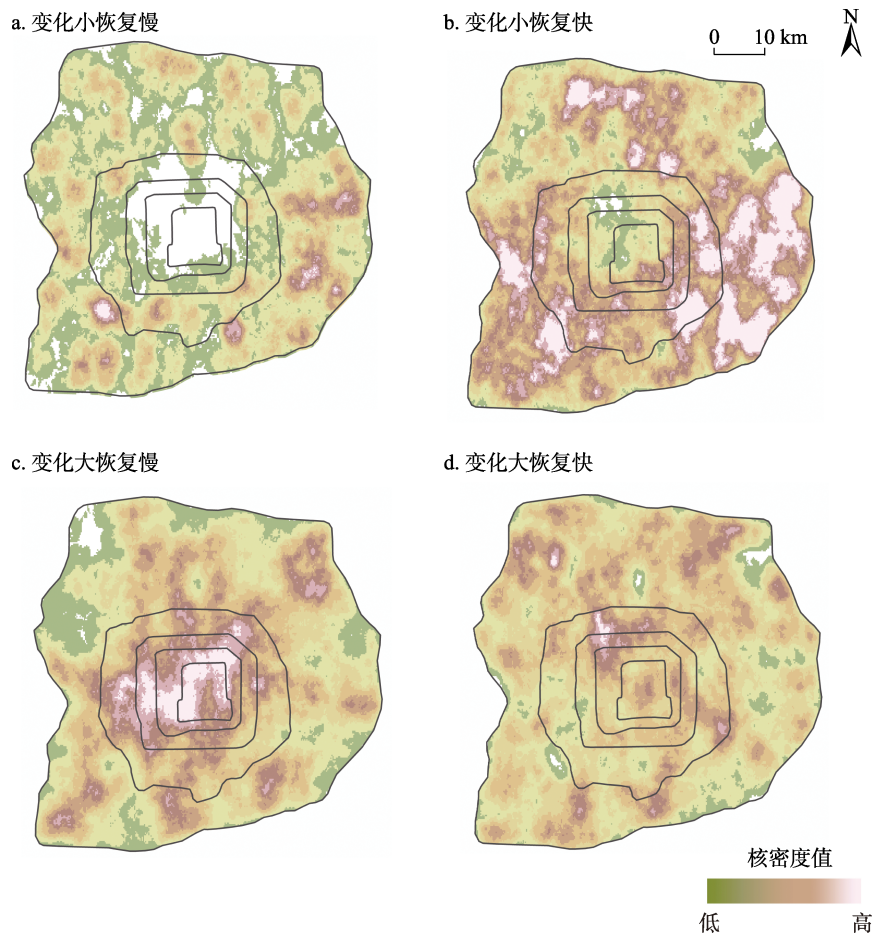 a. 变化小恢复慢
b. 变化小恢复快
0 10 km
N
c. 变化大恢复慢
d. 变化大恢复快
核密度值
低 高